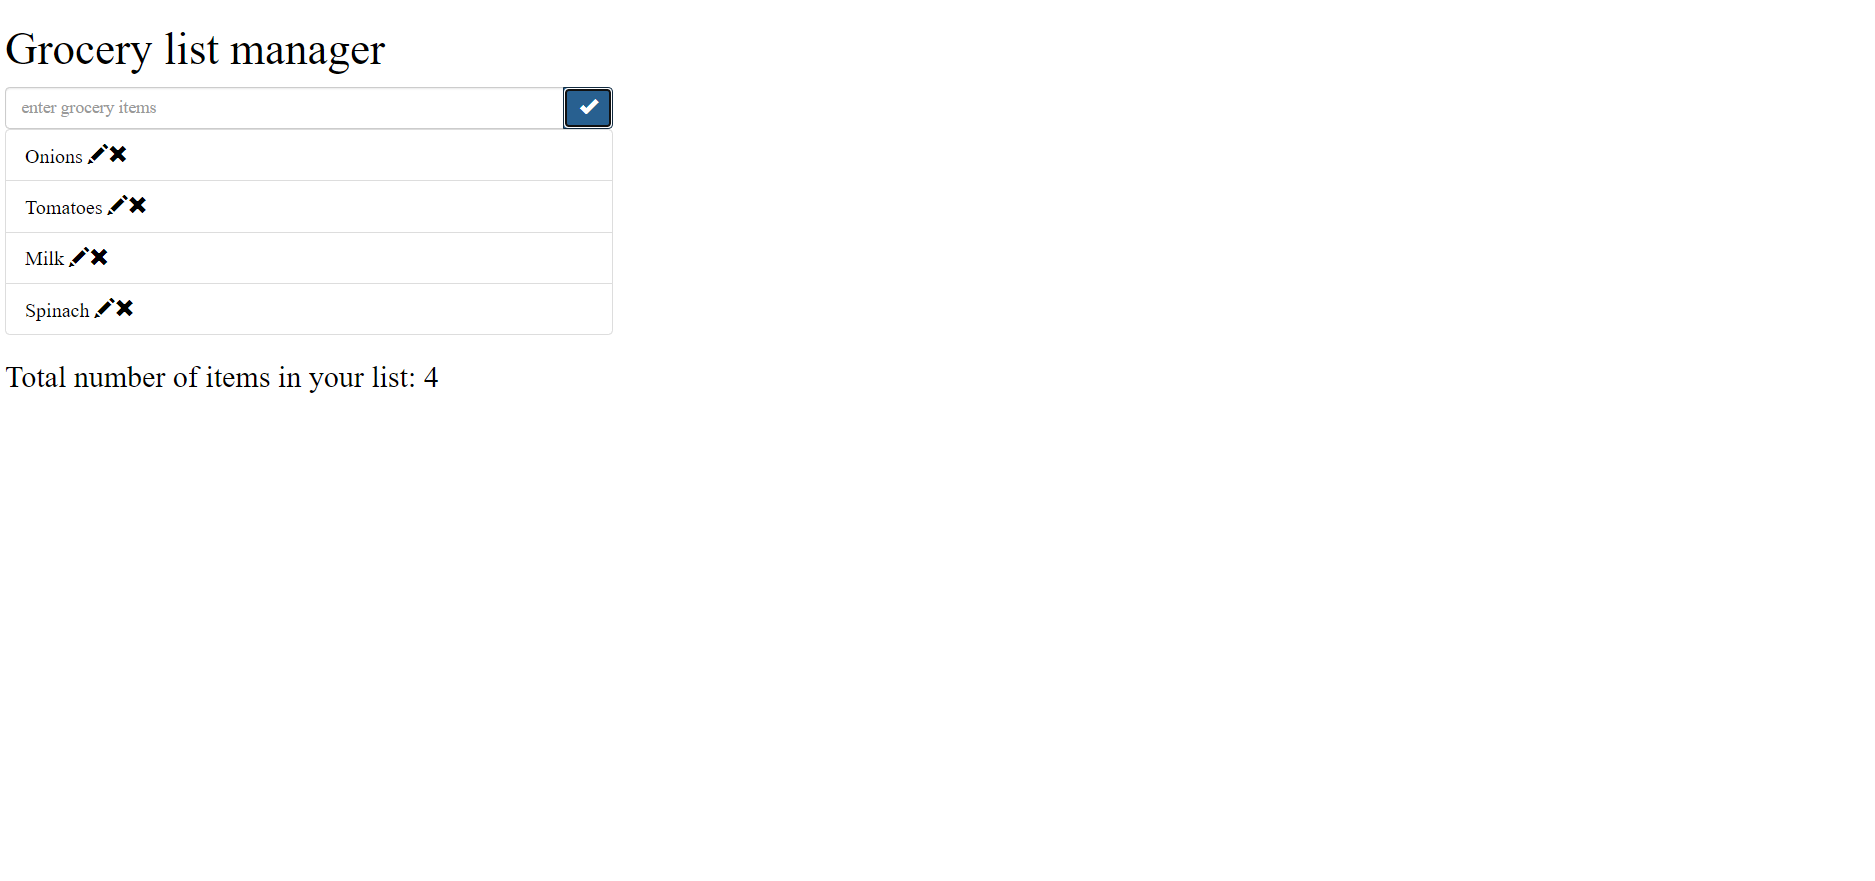 Grocery list manager
enter grocery items
Onions
Tomatoes
Milk
Spinach
Total number of items in your list: 4